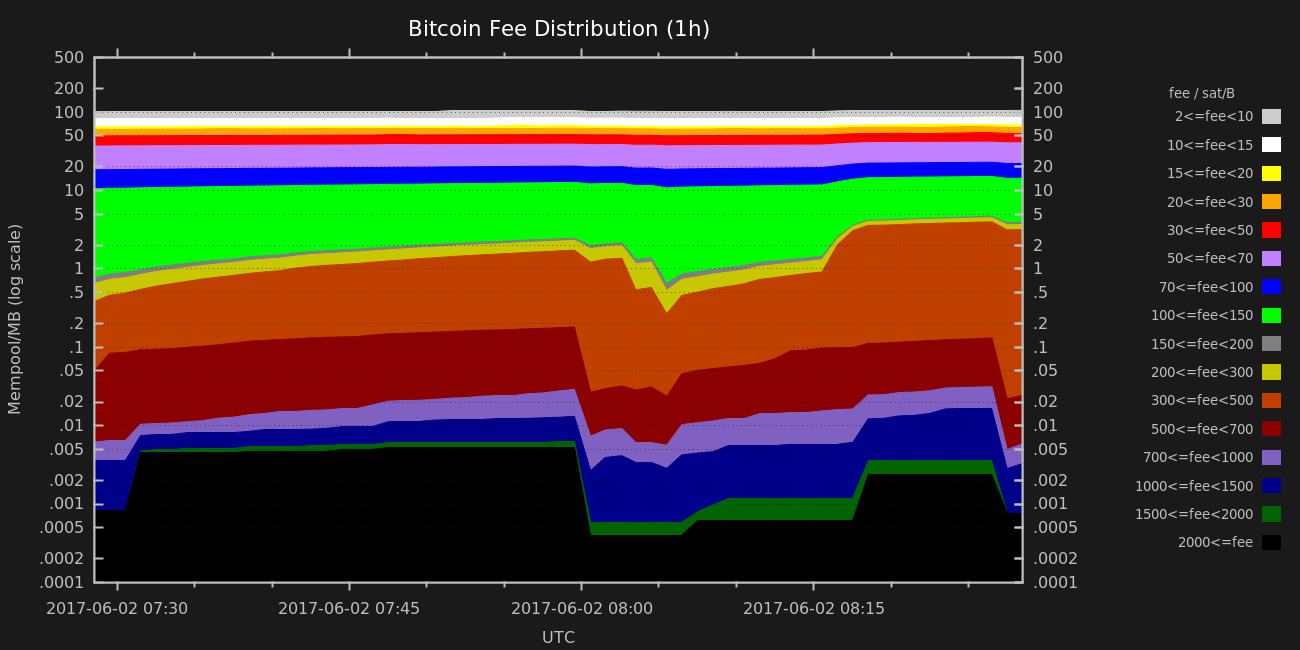 Bitcoin Fee Distribution (1h)
Mempool/MB (log scale)
500
200
100
50
20
10
5
2
1
.5
.2
.1
.05
.02
.01
.005
.002
.001
.0005
.0002
.0001
500
200
100
50
20
10
5
2
1
.5
.2
.1
.05
.02
.01
.005
.002
.001
.0005
.0002
.0001
2017-06-02 07:30 2017-06-02 07:45 2017-06-02 08:00 2017-06-02 08:15
UTC
fee / sat/B
2<=fee<10
10<=fee<15
15<=fee<20
20<=fee<30
30<=fee<50
50<=fee<70
70<=fee<100
100<=fee<150
150<=fee<200
200<=fee<300
300<=fee<500
500<=fee<700
700<=fee<1000
1000<=fee<1500
1500<=fee<2000
2000<=fee